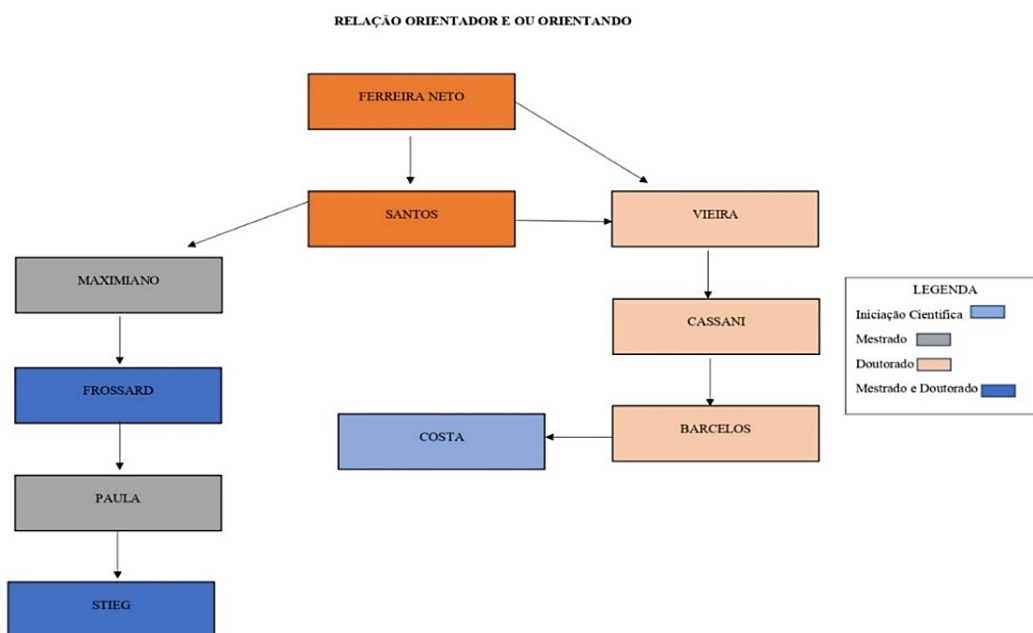 RELAÇÃO ORIENTADOR E OU ORIENTANDO
FERREIRA NETO
SANTOS
VIEIRA
MAXIMIANO
CASSANI
FROSSARD
COSTA
BARCELOS
PAULA
STIEG
LEGENDA
Iniciação Científica
Mestrado
Doutorado
Mestrado e Doutorado